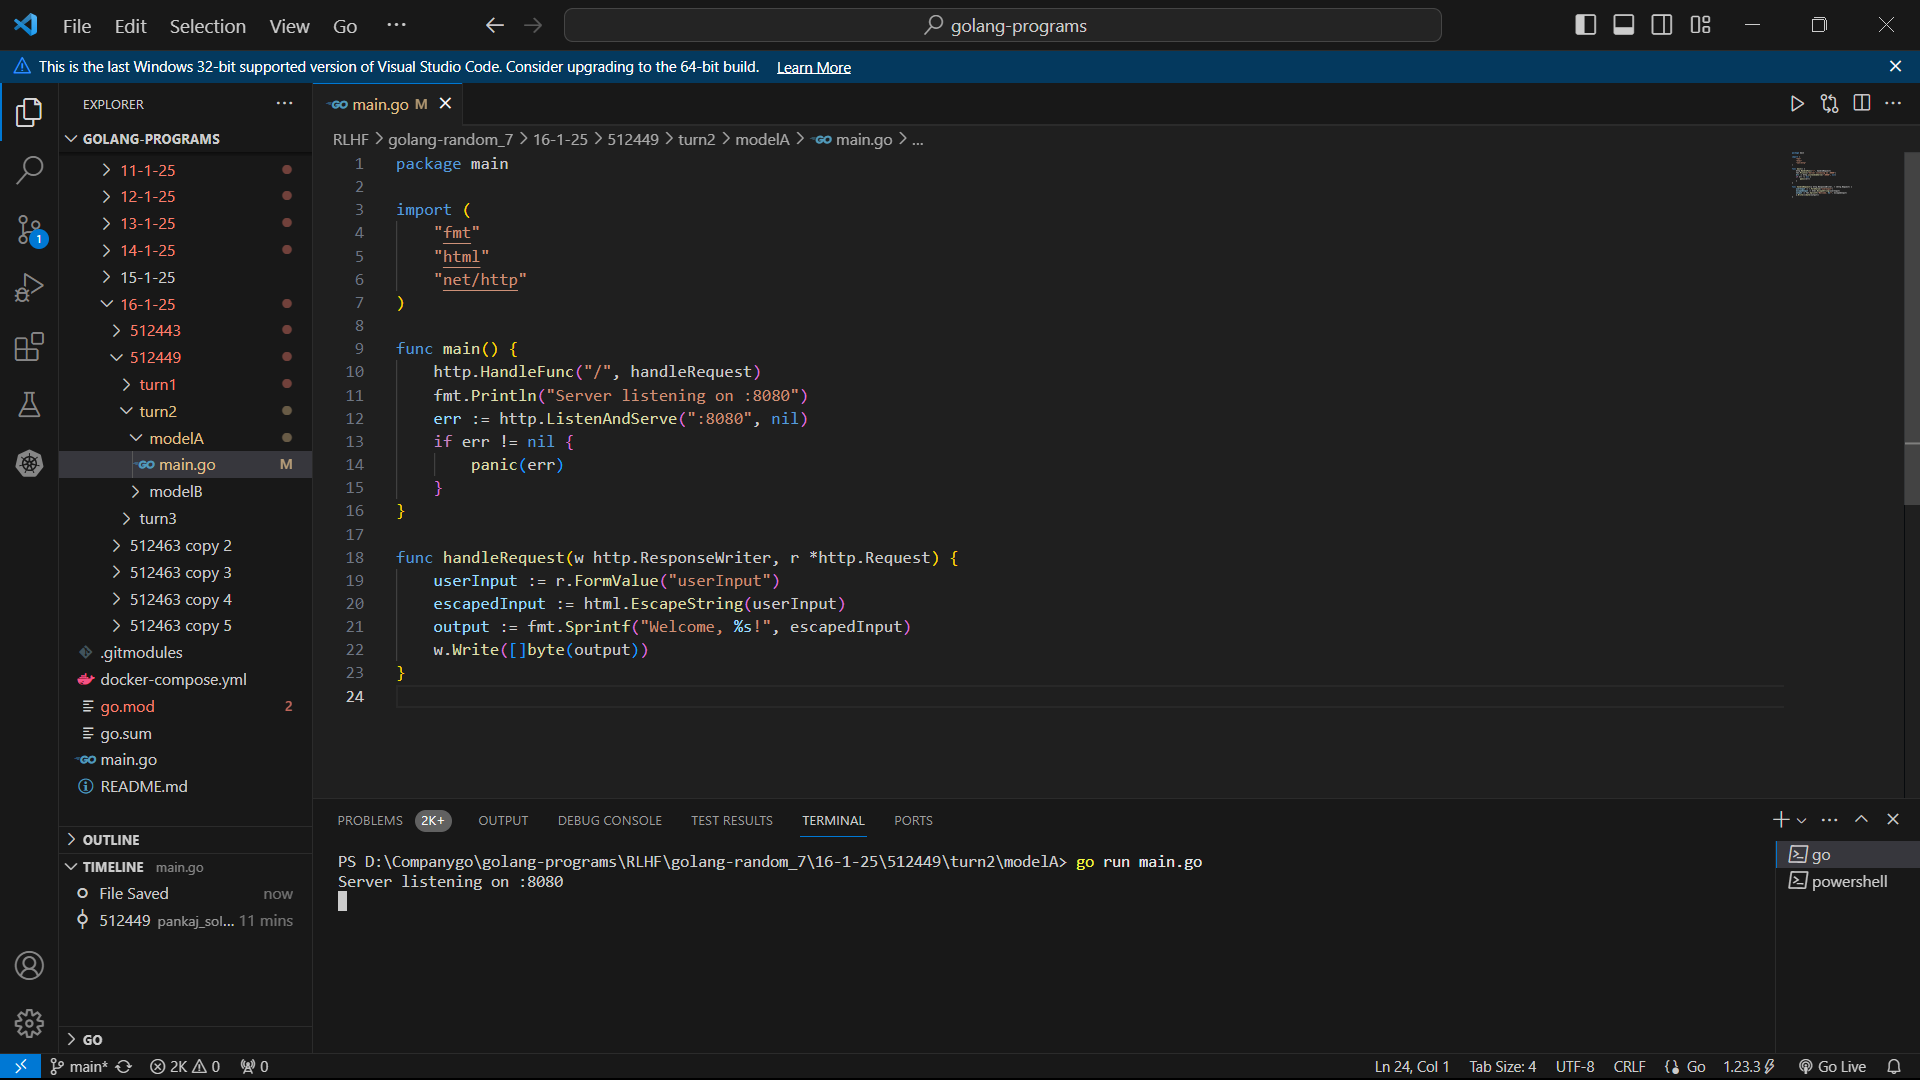 File Edit Selection View Go ··· golang-programs
This is the last Windows 32-bit supported version of Visual Studio Code. Consider upgrading to the 64-bit build. Learn More
EXPLORER
GOLANG-PROGRAMS
11-1-25
12-1-25
13-1-25
14-1-25
15-1-25
16-1-25
512443
512449
turn1
turn2
modelA
main.go M
modelB
turn3
512463 copy 2
512463 copy 3
512463 copy 4
512463 copy 5
.gitmodules
docker-compose.yml
go.mod 2
go.sum
main.go
README.md
OUTLINE
TIMELINE main.go
File Saved now
512449 pankaj_sol... 11 mins
GO
1
main.go M
RLHF > golang-random_7 > 16-1-25 > 512449 > turn2 > modelA > main.go > ...
1 package main
2
3 import (
4 "fmt"
5 "html"
6 "net/http"
7 )
8
9 func main() {
10 http.HandleFunc("/", handleRequest)
11 fmt.Println("Server listening on :8080")
12 err := http.ListenAndServe(":8080", nil)
13 if err != nil {
14 panic(err)
15 }
16 }
17
18 func handleRequest(w http.ResponseWriter, r *http.Request) {
19 userInput := r.FormValue("userInput")
20 escapedInput := html.EscapeString(userInput)
21 output := fmt.Sprintf("Welcome, %s!", escapedInput)
22 w.Write([]byte(output))
23 }
24
PROBLEMS 2K+ OUTPUT DEBUG CONSOLE TEST RESULTS TERMINAL PORTS
PS D:\Companygo\golang-programs\RLHF\golang-random_7\16-1-25\512449\turn2\modelA> go run main.go
Server listening on :8080
go
powershell
main* 2K 0 0 Ln 24, Col 1 Tab Size: 4 UTF-8 CRLF Go 1.23.3 Go Live